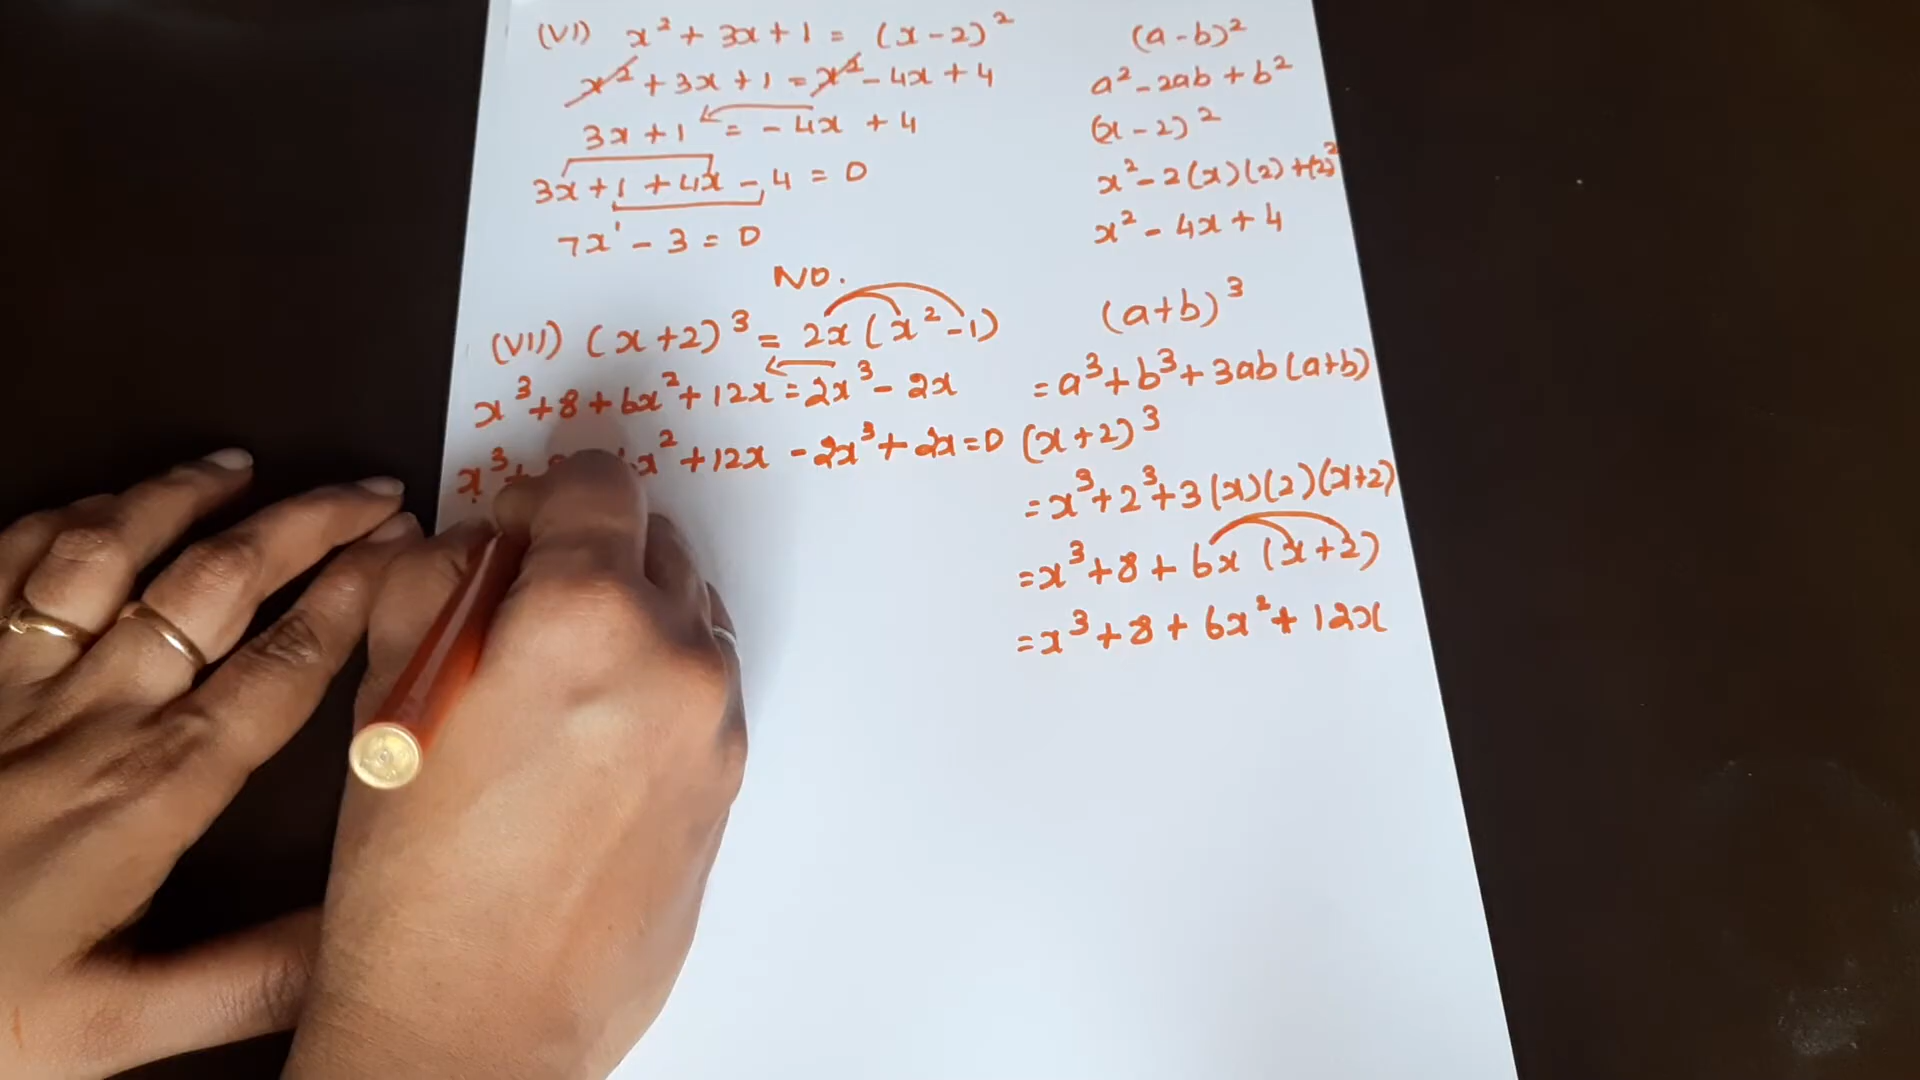 (VI) x² + 3x + 1 = (x - 2)²
x² + 3x + 1 = x² - 4x + 4
3x + 1 = - 4x + 4
3x + 1 + 4x - 4 = 0
7x' - 3 = 0
NO.
(VII) (x + 2)³ = 2x (x² - 1)
x³ + 8 + 6x² + 12x = 2x³ - 2x
x³ + x² + 12x - 2x³ + 2x = 0
(a - b)²
a² - 2ab + b²
(x - 2)²
x² - 2(x)(2) + (2)²
x² - 4x + 4
(a + b)³
= a³ + b³ + 3ab (a + b)
(x + 2)³
= x³ + 2³ + 3(x)(2)(x + 2)
= x³ + 8 + 6x (x + 2)
= x³ + 8 + 6x² + 12x